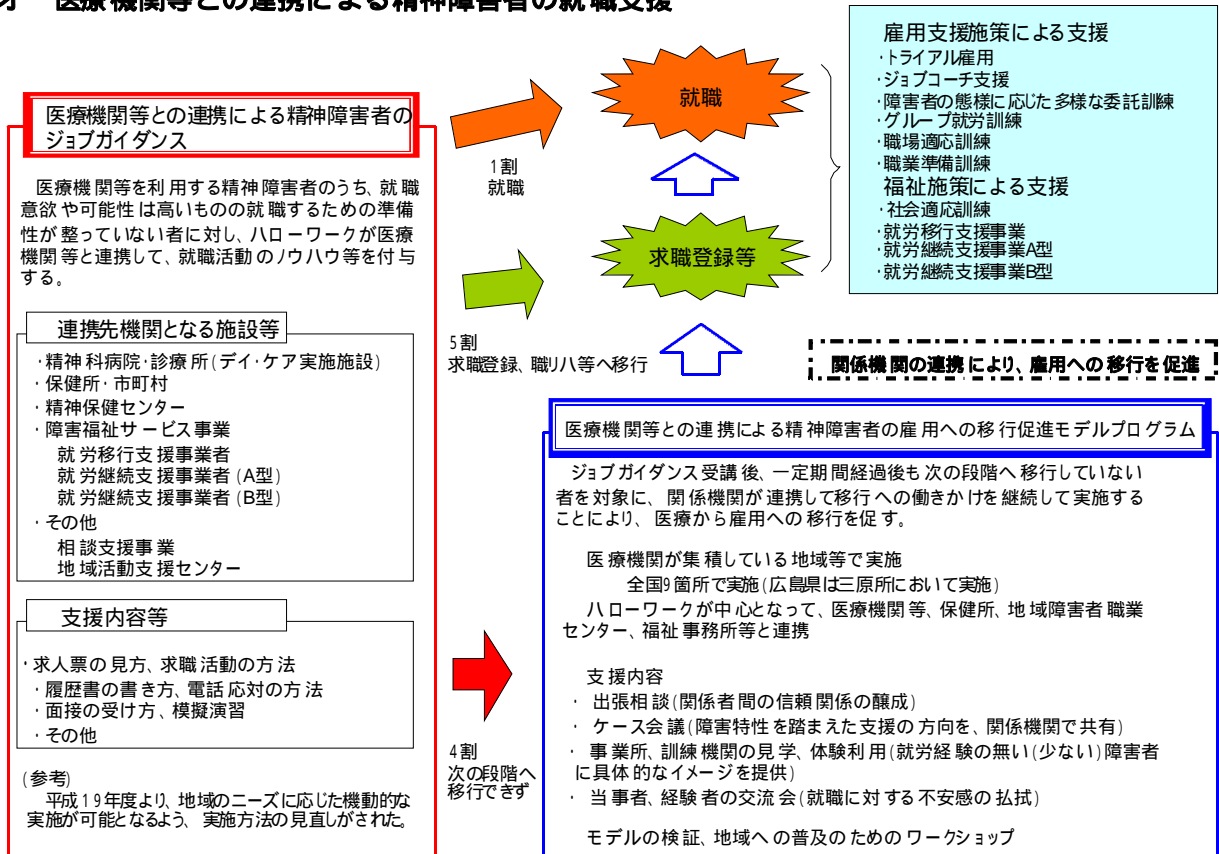 オ 医療機関等との連携による精神障害者の就職支援
医療機関等との連携による精神障害者の
ジョブガイダンス
医療機関等を利用する精神障害者のうち、就職
意欲や可能性は高いものの就職するための準備
性が整っていない者に対し、ハローワークが医療
機関等と連携して、就職活動のノウハウ等を付与
する。
連携先機関となる施設等
・精神科病院・診療所(デイ・ケア実施施設)
・保健所・市町村
・精神保健センター
・障害福祉サービス事業
就労移行支援事業者
就労継続支援事業者(A型)
就労継続支援事業者(B型)
・その他
相談支援事業
地域活動支援センター
支援内容等
・求人票の見方、求職活動の方法
・履歴書の書き方、電話応対の方法
・面接の受け方、模擬演習
・その他
(参考)
平成19年度より、地域のニーズに応じた機動的な
実施が可能となるよう、実施方法の見直しがされた。
1割
就職
5割
求職登録、職リハ等へ移行
4割
次の段階へ
移行できず
就職
求職登録等
雇用支援施策による支援
・トライアル雇用
・ジョブコーチ支援
・障害者の態様に応じた多様な委託訓練
・グループ就労訓練
・職場適応訓練
・職業準備訓練
福祉施策による支援
・社会適応訓練
・就労移行支援事業
・就労継続支援事業A型
・就労継続支援事業B型
関係機関の連携により、雇用への移行を促進
医療機関等との連携による精神障害者の雇用への移行促進モデルプログラム
ジョブガイダンス受講後、一定期間経過後も次の段階へ移行していない
者を対象に、関係機関が連携して移行への働きかけを継続して実施する
ことにより、医療から雇用への移行を促す。
医療機関が集積している地域等で実施
全国9箇所で実施(広島県は三原所において実施)
ハローワークが中心となって、医療機関等、保健所、地域障害者職業
センター、福祉事務所等と連携
支援内容
・ 出張相談(関係者間の信頼関係の醸成)
・ ケース会議(障害特性を踏まえた支援の方向を、関係機関で共有)
・ 事業所、訓練機関の見学、体験利用(就労経験の無い(少ない)障害者
に具体的なイメージを提供)
・ 当事者、経験者の交流会(就職に対する不安感の払拭)
モデルの検証、地域への普及のためのワークショップ